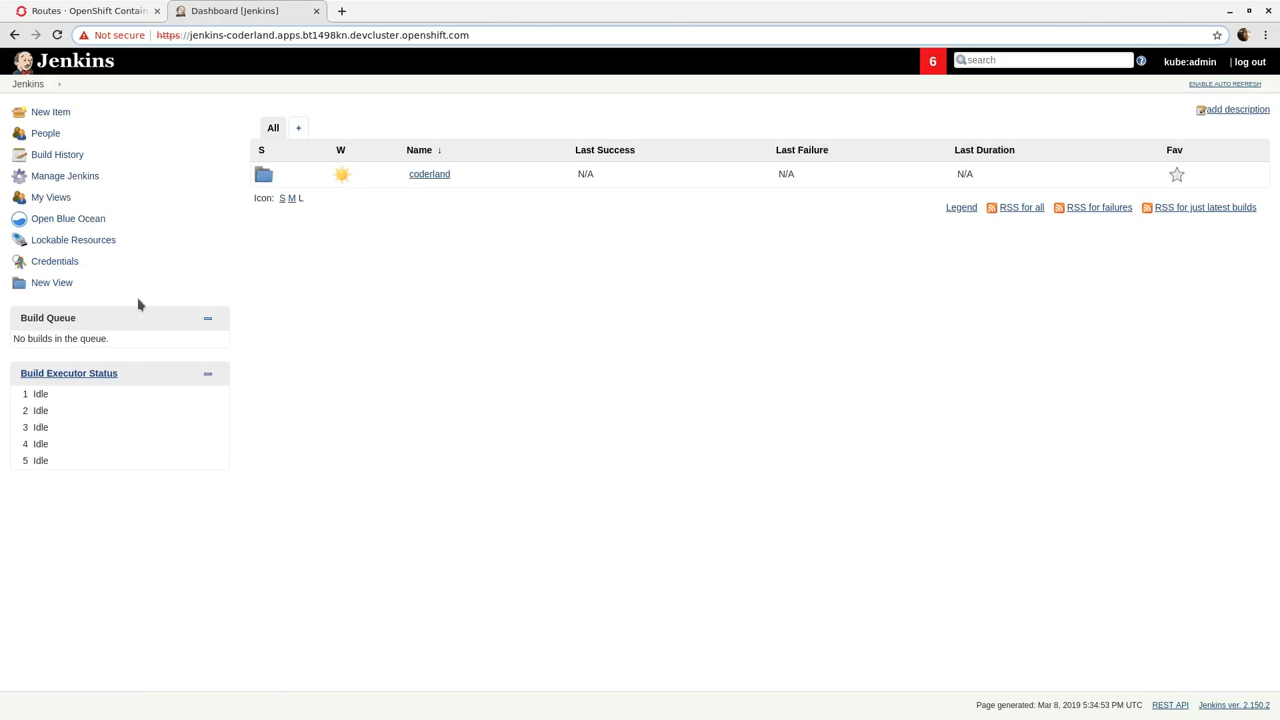 Routes · OpenShift Contain
Dashboard [Jenkins]
Not secure
https://jenkins-coderland.apps.bt1498kn.devcluster.openshift.com
Jenkins
6
search
kube:admin
| log out
Jenkins
ENABLE AUTO REFRESH
New Item
People
Build History
Manage Jenkins
My Views
Open Blue Ocean
Lockable Resources
Credentials
New View
Build Queue
No builds in the queue.
Build Executor Status
1 Idle
2 Idle
3 Idle
4 Idle
5 Idle
add description
All +
S W Name ↓ Last Success Last Failure Last Duration Fav
coderland N/A N/A N/A
Icon: S M L
Legend RSS for all RSS for failures RSS for just latest builds
Page generated: Mar 8, 2019 5:34:53 PM UTC REST API Jenkins ver. 2.150.2